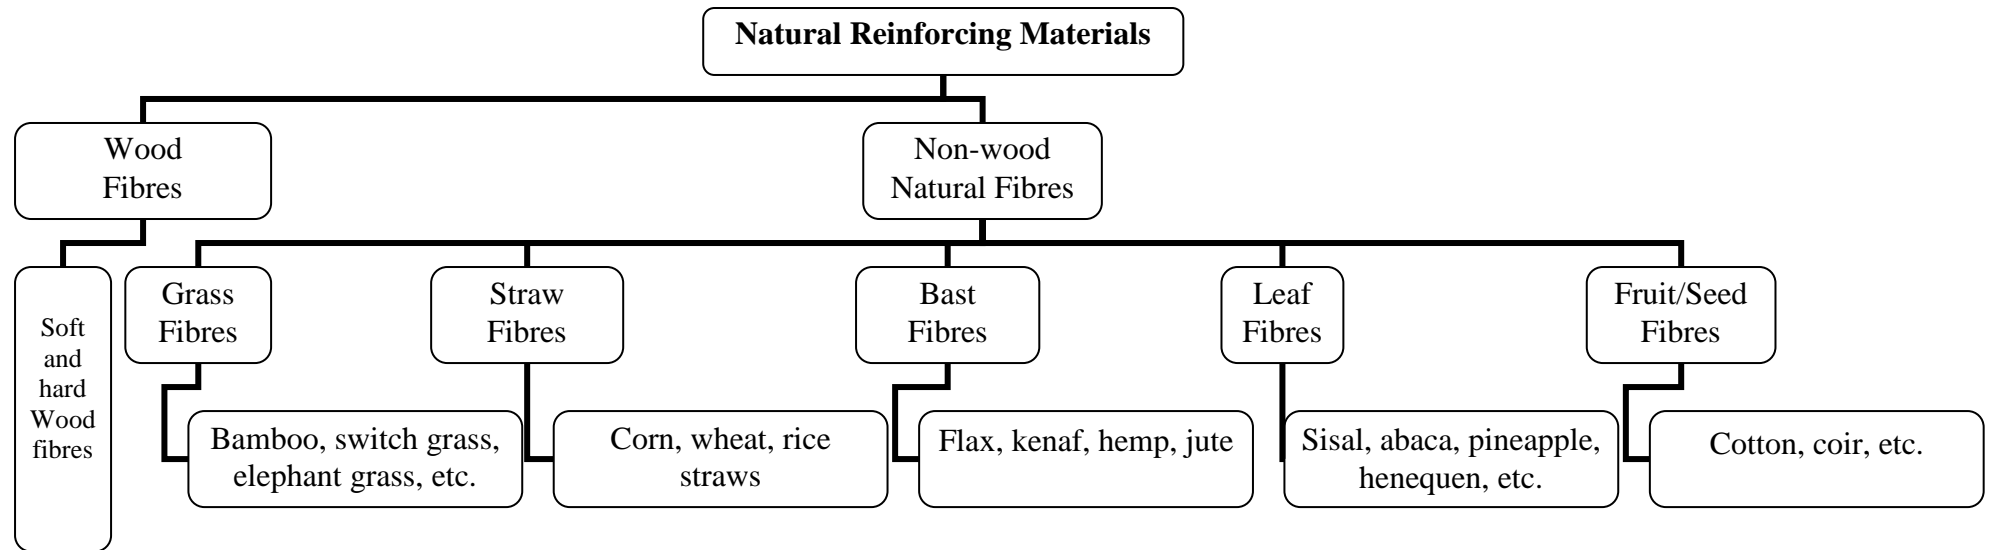 Natural Reinforcing Materials
Wood
Fibres
Non-wood
Natural Fibres
Soft
and
hard
Wood
fibres
Grass
Fibres
Straw
Fibres
Bast
Fibres
Leaf
Fibres
Fruit/Seed
Fibres
Bamboo, switch grass,
elephant grass, etc.
Corn, wheat, rice
straws
Flax, kenaf, hemp, jute
Sisal, abaca, pineapple,
henequen, etc.
Cotton, coir, etc.